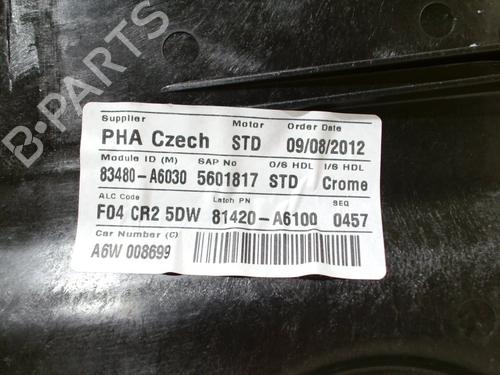 B-PARTS
Supplier Motor Order Date
PHA Czech STD 09/08/2012
Module ID (M) SAP No O/S HDL I/S HDL
83480-A6030 5601817 STD Crome
ALC Code Latch PN SEQ
F04 CR2 5DW 81420-A6100 0457
Car Number (C)
A6W 008699